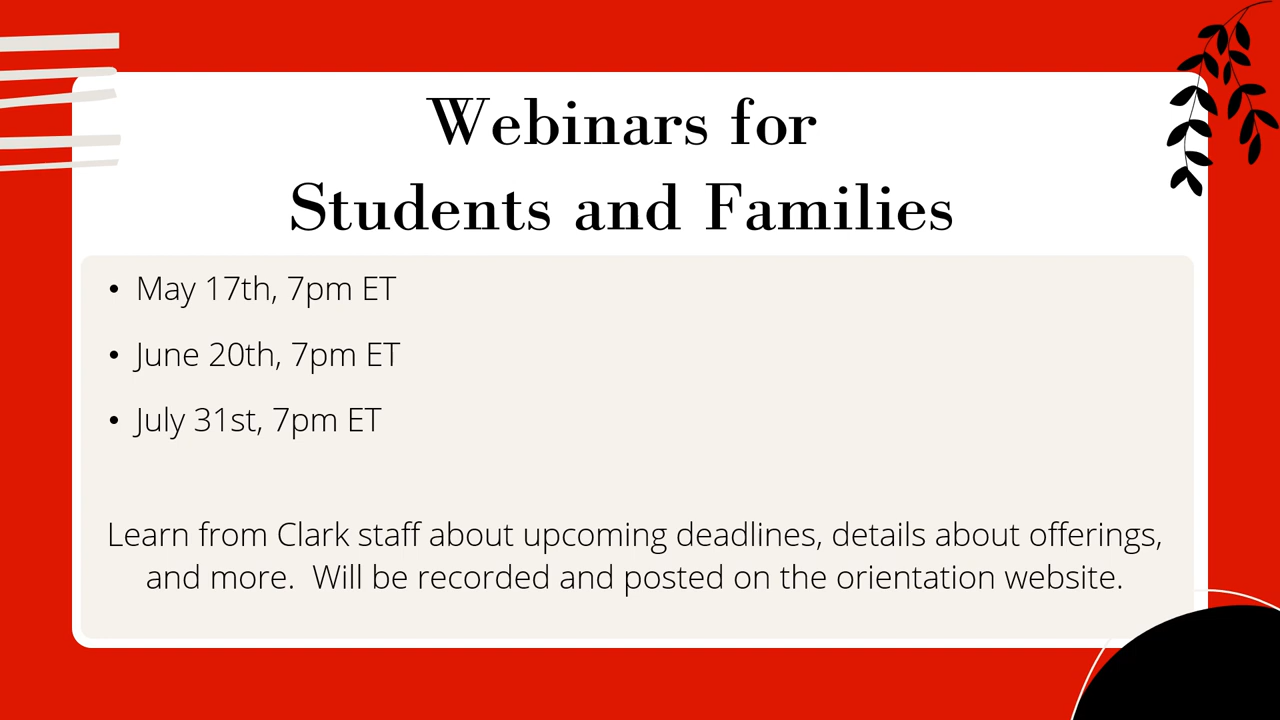 Webinars for
Students and Families
• May 17th, 7pm ET
• June 20th, 7pm ET
• July 31st, 7pm ET
Learn from Clark staff about upcoming deadlines, details about offerings,
and more.  Will be recorded and posted on the orientation website.